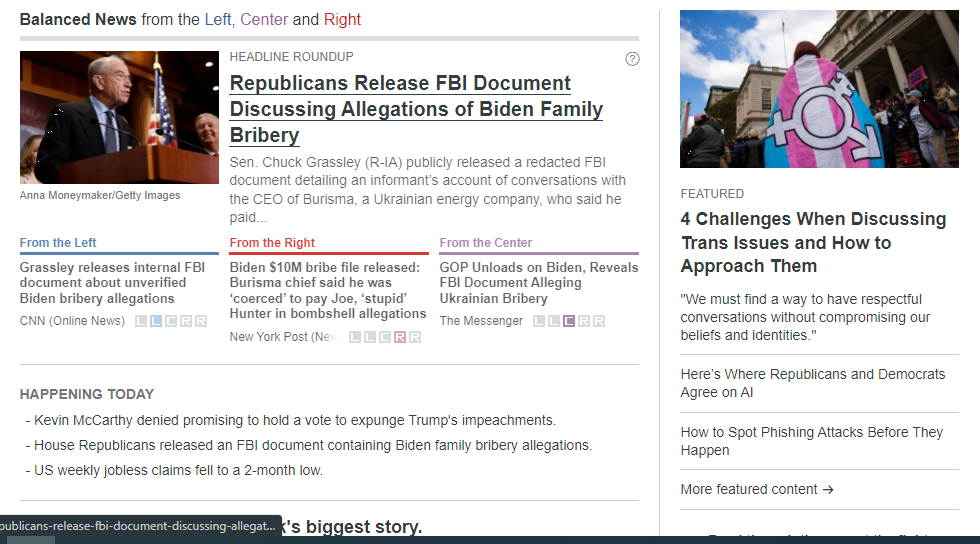 Balanced News from the Left, Center and Right
HEADLINE ROUNDUP
?
Republicans Release FBI Document
Discussing Allegations of Biden Family
Bribery
Sen. Chuck Grassley (R-IA) publicly released a redacted FBI
document detailing an informant's account of conversations with
the CEO of Burisma, a Ukrainian energy company, who said he
paid...
Anna Moneymaker/Getty Images
From the Left
Grassley releases internal FBI
document about unverified
Biden bribery allegations
CNN (Online News) L L C R R
From the Right
Biden $10M bribe file released:
Burisma chief said he was
‘coerced’ to pay Joe, ‘stupid’
Hunter in bombshell allegations
New York Post (New L L C R R
From the Center
GOP Unloads on Biden, Reveals
FBI Document Alleging
Ukrainian Bribery
The Messenger L L C R R
HAPPENING TODAY
- Kevin McCarthy denied promising to hold a vote to expunge Trump's impeachments.
- House Republicans released an FBI document containing Biden family bribery allegations.
- US weekly jobless claims fell to a 2-month low.
publicans-release-fbi-document-discussing-allegat...
k's biggest story.
FEATURED
4 Challenges When Discussing
Trans Issues and How to
Approach Them
"We must find a way to have respectful
conversations without compromising our
beliefs and identities."
Here's Where Republicans and Democrats
Agree on AI
How to Spot Phishing Attacks Before They
Happen
More featured content →